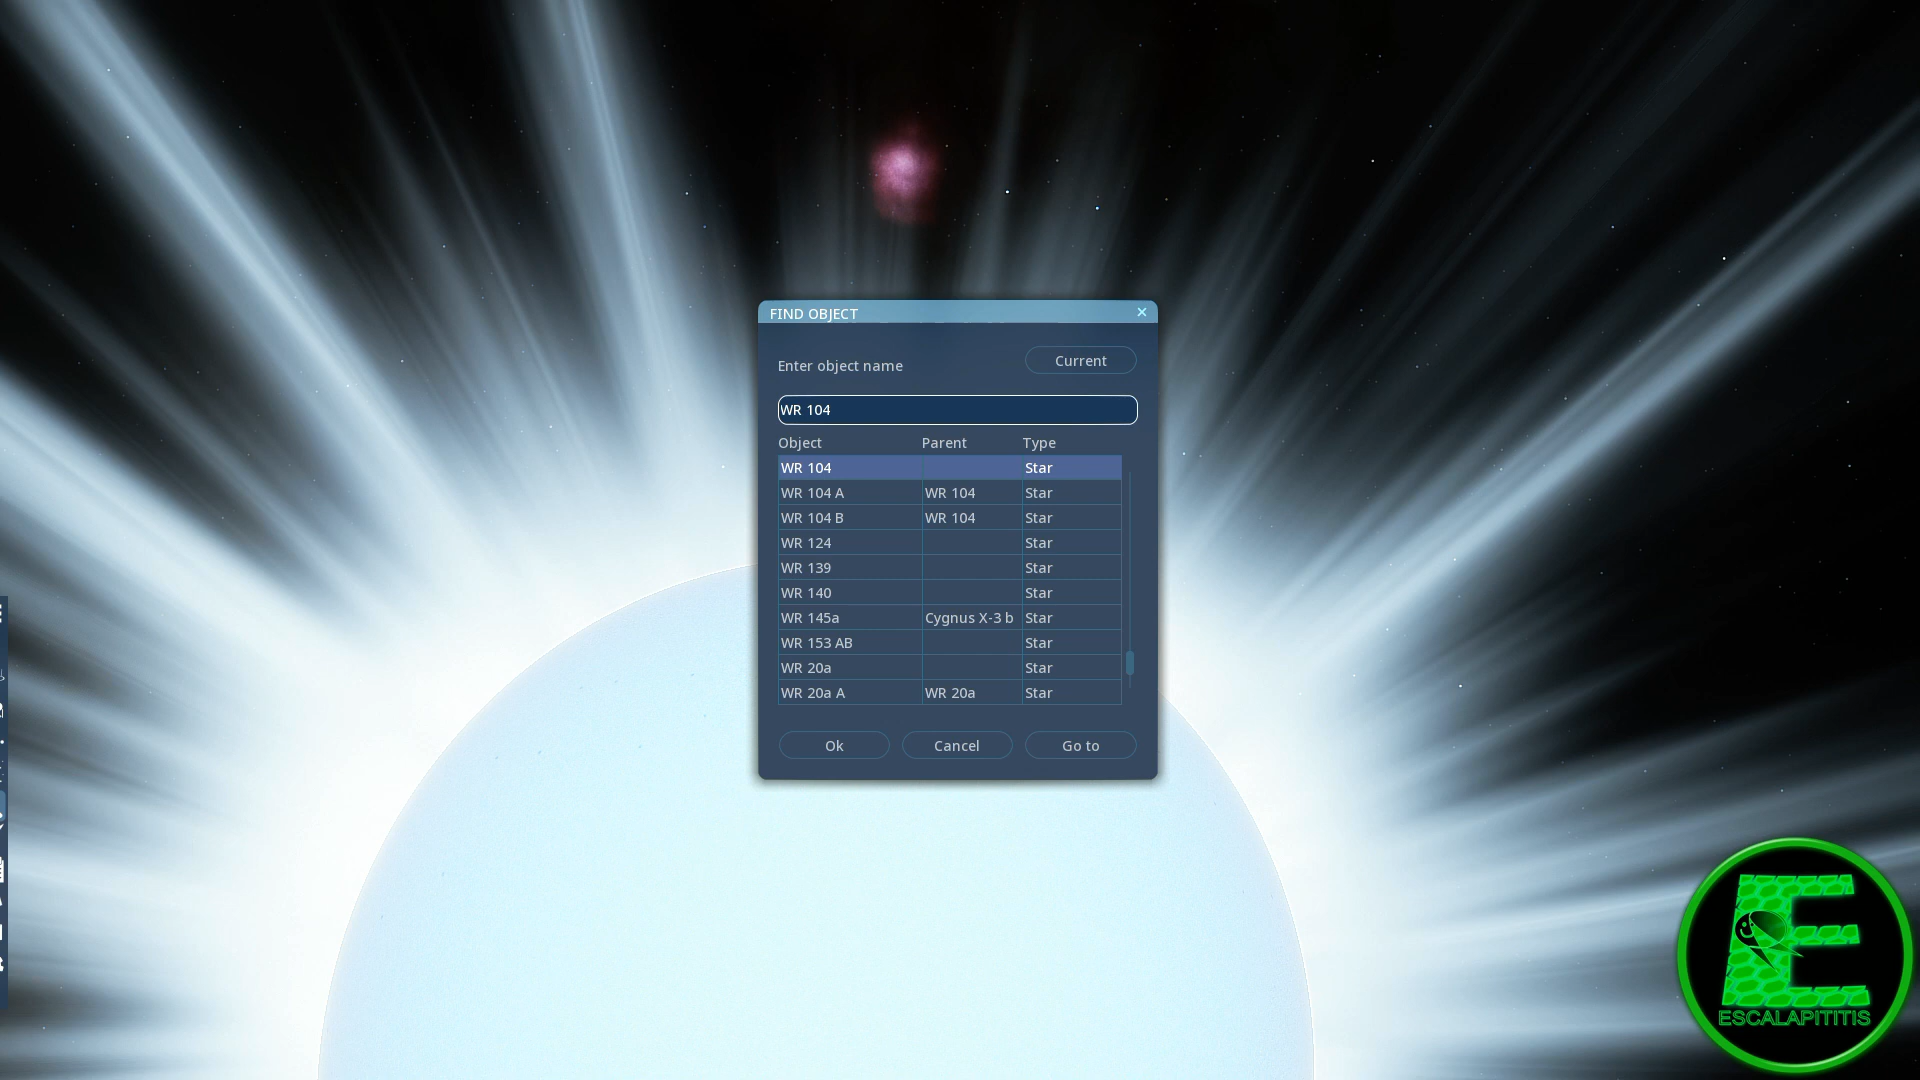 FIND OBJECT
Enter object name
Current
WR 104
Object Parent Type
WR 104 Star
WR 104 A WR 104 Star
WR 104 B WR 104 Star
WR 124 Star
WR 139 Star
WR 140 Star
WR 145a Cygnus X-3 b Star
WR 153 AB Star
WR 20a Star
WR 20a A WR 20a Star
Ok Cancel Go to
E
ESCALAPITITIS